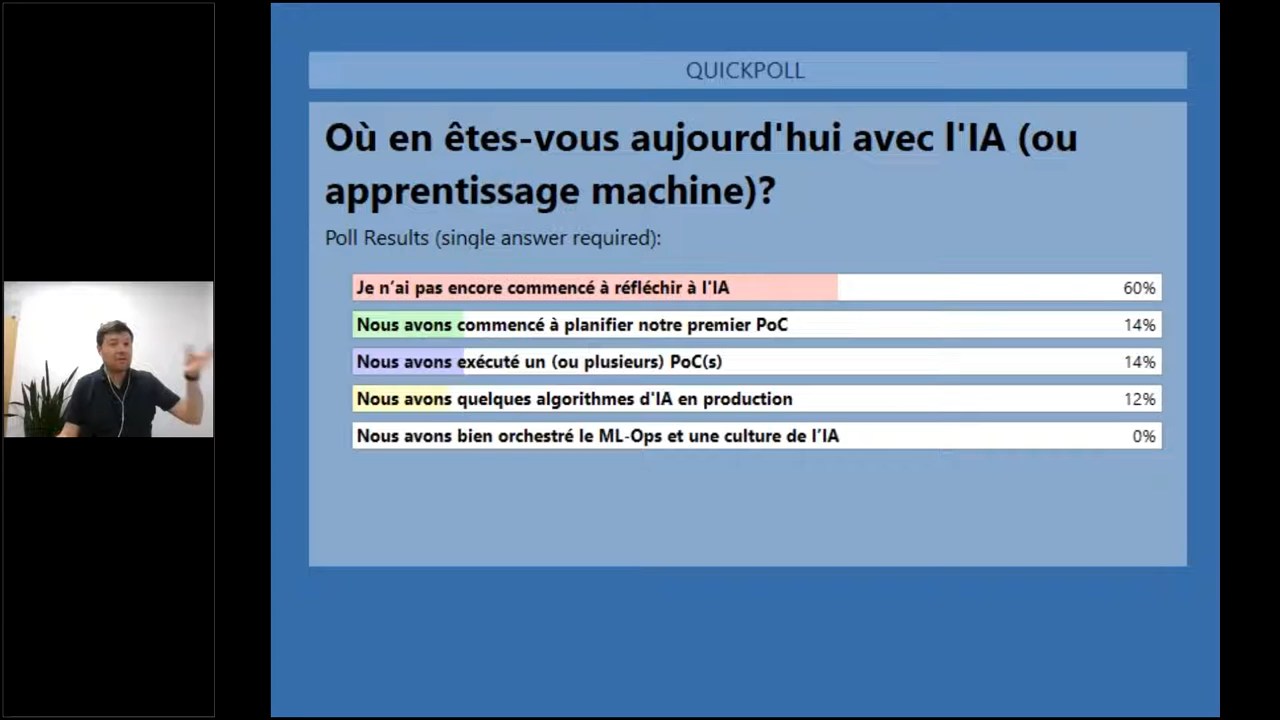 QUICKPOLL
Où en êtes-vous aujourd'hui avec l'IA (ou
apprentissage machine)?
Poll Results (single answer required):
Je n’ai pas encore commencé à réfléchir à l'IA 60%
Nous avons commencé à planifier notre premier PoC 14%
Nous avons exécuté un (ou plusieurs) PoC(s) 14%
Nous avons quelques algorithmes d'IA en production 12%
Nous avons bien orchestré le ML-Ops et une culture de l’IA 0%